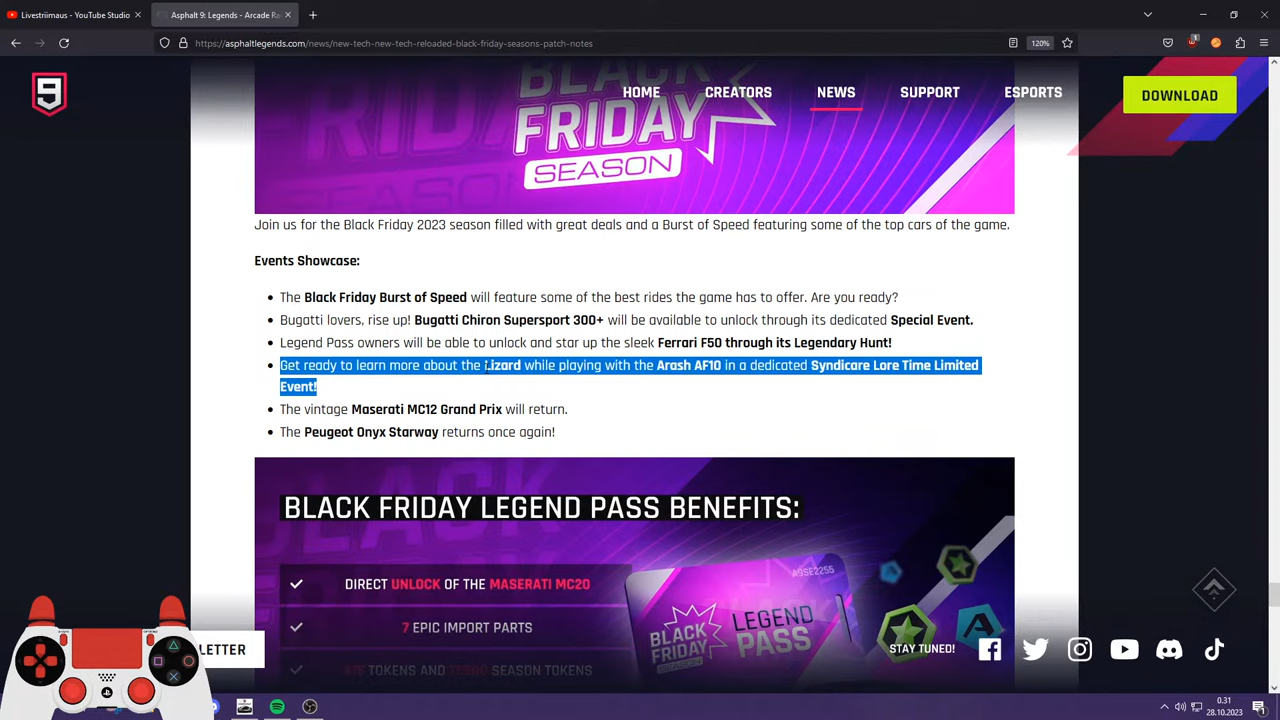 Livestriimaus - YouTube Studio
Asphalt 9: Legends - Arcade Ra
https://asphaltlegends.com/news/new-tech-new-tech-reloaded-black-friday-seasons-patch-notes
120%
1
9
HOME
CREATORS
NEWS
SUPPORT
ESPORTS
DOWNLOAD
BLACK
FRIDAY
SEASON
Join us for the Black Friday 2023 season filled with great deals and a Burst of Speed featuring some of the top cars of the game.
Events Showcase:
The Black Friday Burst of Speed will feature some of the best rides the game has to offer. Are you ready?
Bugatti lovers, rise up! Bugatti Chiron Supersport 300+ will be available to unlock through its dedicated Special Event.
Legend Pass owners will be able to unlock and star up the sleek Ferrari F50 through its Legendary Hunt!
Get ready to learn more about the Lizard while playing with the Arash AF10 in a dedicated Syndicare Lore Time Limited
Event!
The vintage Maserati MC12 Grand Prix will return.
The Peugeot Onyx Starway returns once again!
BLACK FRIDAY LEGEND PASS BENEFITS:
DIRECT UNLOCK OF THE MASERATI MC20
7 EPIC IMPORT PARTS
TOKENS AND SEASON TOKENS
A9SE2255
BLACK
FRIDAY
SEASON
LEGEND
PASS
LETTER
STAY TUNED!
0.31
28.10.2023
1